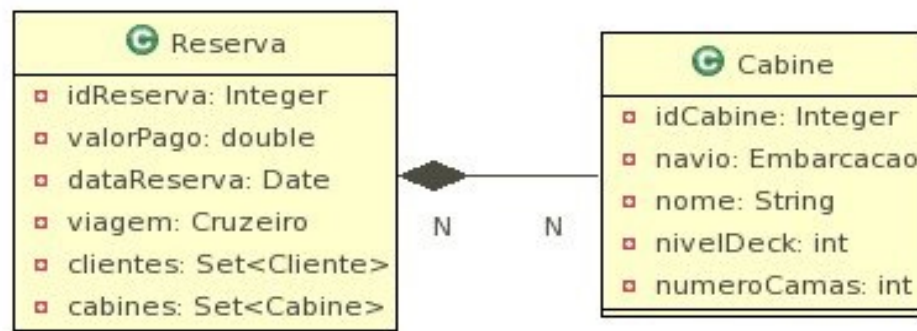 C Reserva
idReserva: Integer
valorPago: double
dataReserva: Date
viagem: Cruzeiro
clientes: Set<Cliente>
cabines: Set<Cabine>
N N
C Cabine
idCabine: Integer
navio: Embarcacao
nome: String
nivelDeck: int
numeroCamas: int